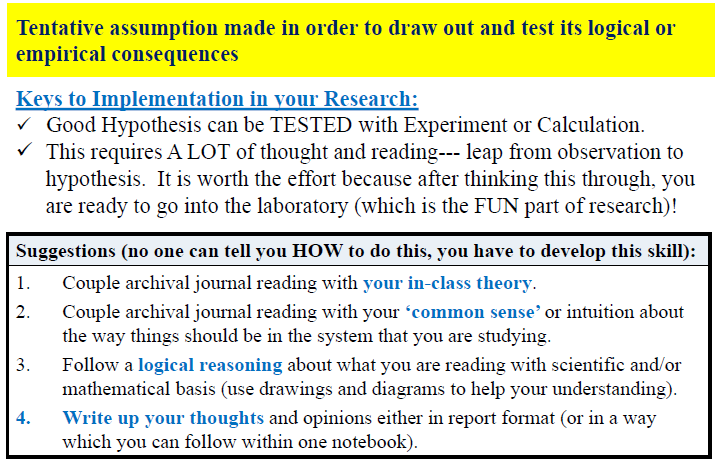 Tentative assumption made in order to draw out and test its logical or
empirical consequences
Keys to Implementation in your Research:
✓ Good Hypothesis can be TESTED with Experiment or Calculation.
✓ This requires A LOT of thought and reading--- leap from observation to
hypothesis. It is worth the effort because after thinking this through, you
are ready to go into the laboratory (which is the FUN part of research)!
Suggestions (no one can tell you HOW to do this, you have to develop this skill):
1. Couple archival journal reading with your in-class theory.
2. Couple archival journal reading with your ‘common sense’ or intuition about
the way things should be in the system that you are studying.
3. Follow a logical reasoning about what you are reading with scientific and/or
mathematical basis (use drawings and diagrams to help your understanding).
4. Write up your thoughts and opinions either in report format (or in a way
which you can follow within one notebook).